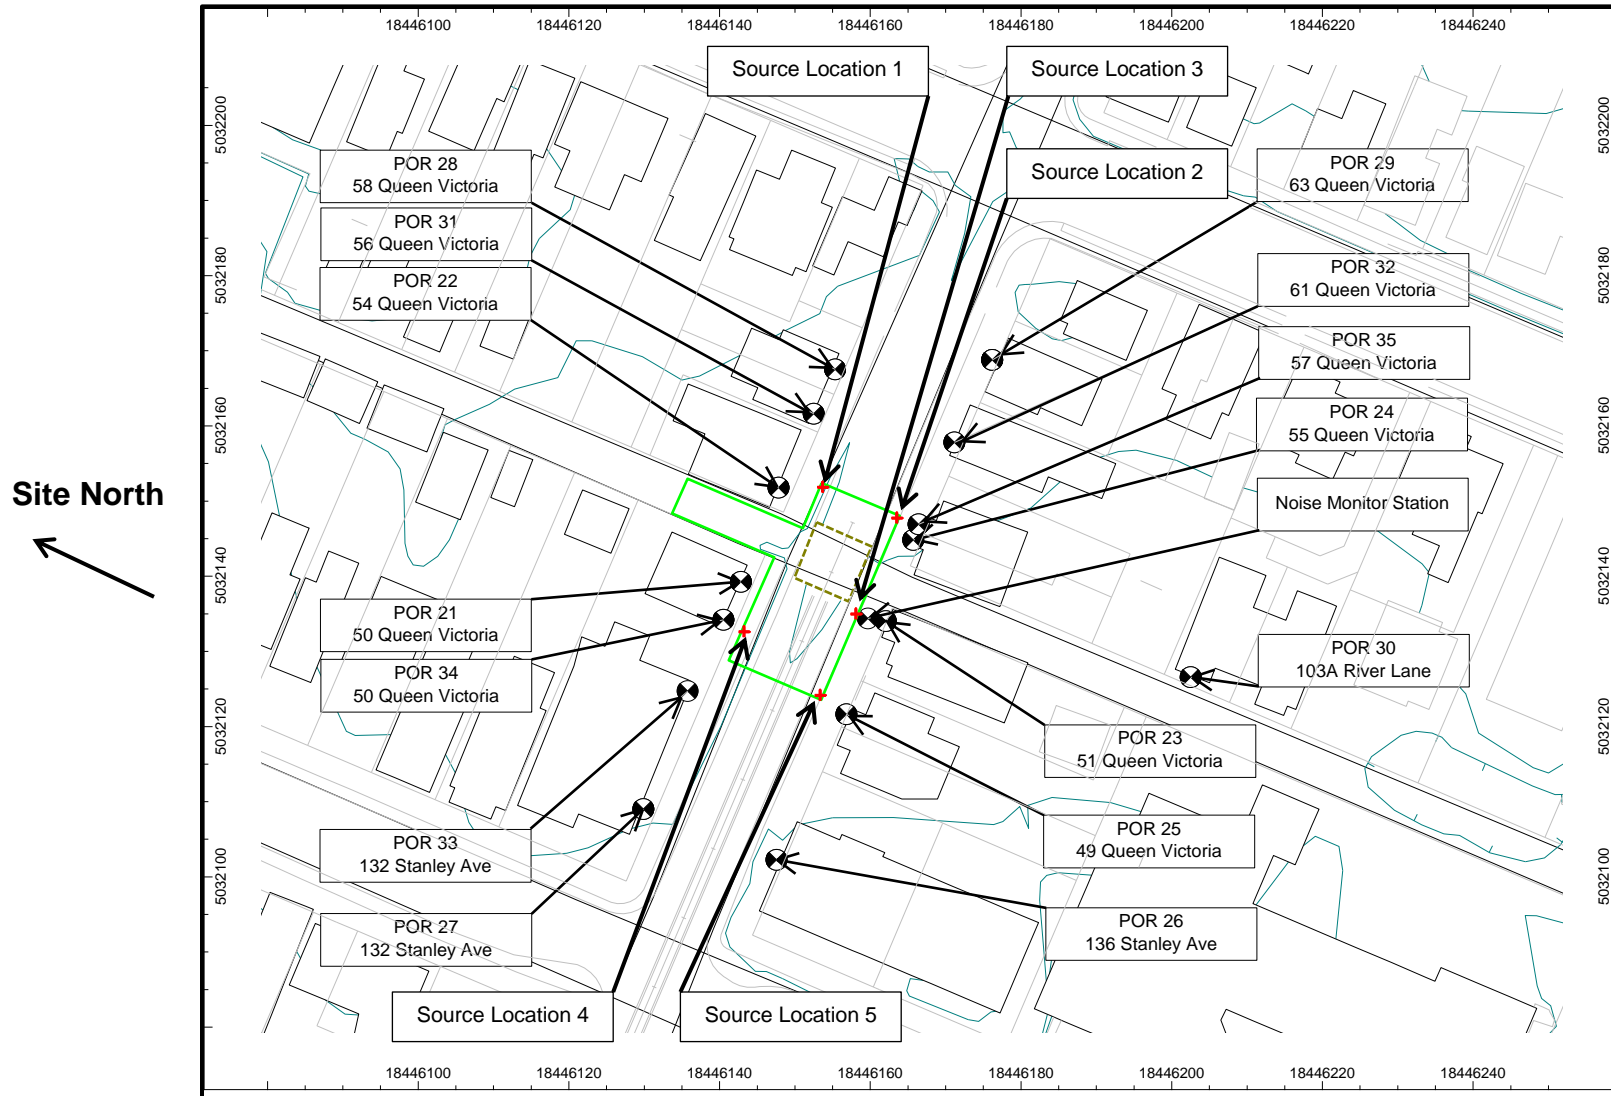 18446100
18446120
18446140
18446160
18446180
18446200
18446220
18446240
Source Location 1
Source Location 3
5032200
5032200
POR 28
58 Queen Victoria
Source Location 2
POR 29
63 Queen Victoria
POR 31
56 Queen Victoria
5032180
5032180
POR 22
54 Queen Victoria
POR 32
61 Queen Victoria
POR 35
57 Queen Victoria
5032160
5032160
POR 24
55 Queen Victoria
Site North
Noise Monitor Station
5032140
5032140
POR 21
50 Queen Victoria
POR 34
50 Queen Victoria
POR 30
103A River Lane
5032120
5032120
POR 23
51 Queen Victoria
POR 33
132 Stanley Ave
POR 25
49 Queen Victoria
5032100
5032100
POR 27
132 Stanley Ave
POR 26
136 Stanley Ave
Source Location 4
Source Location 5
18446100
18446120
18446140
18446160
18446180
18446200
18446220
18446240